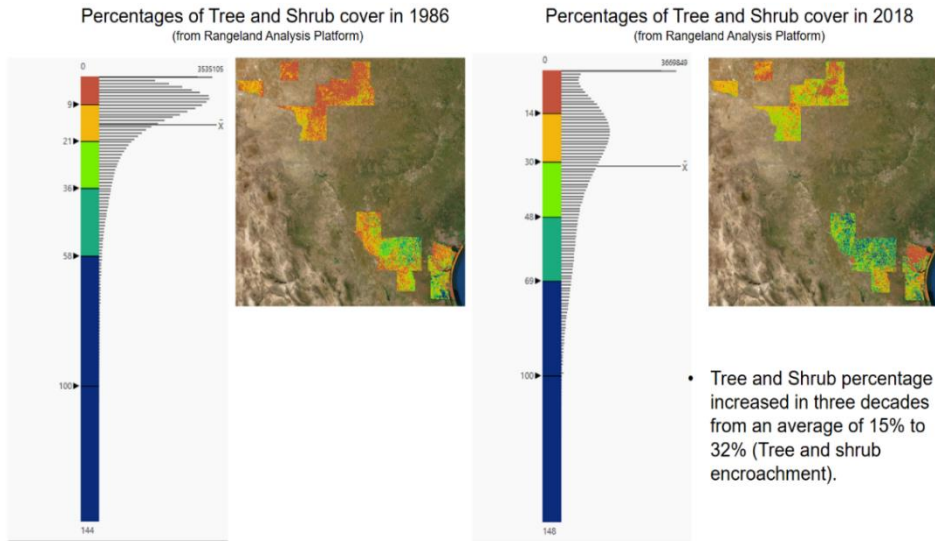 Percentages of Tree and Shrub cover in 1986
(from Rangeland Analysis Platform)
0
3535105
9
x̄
21
36
58
100
144
Percentages of Tree and Shrub cover in 2018
(from Rangeland Analysis Platform)
0
3669849
14
30
x̄
48
69
100
148
• Tree and Shrub percentage
increased in three decades
from an average of 15% to
32% (Tree and shrub
encroachment).